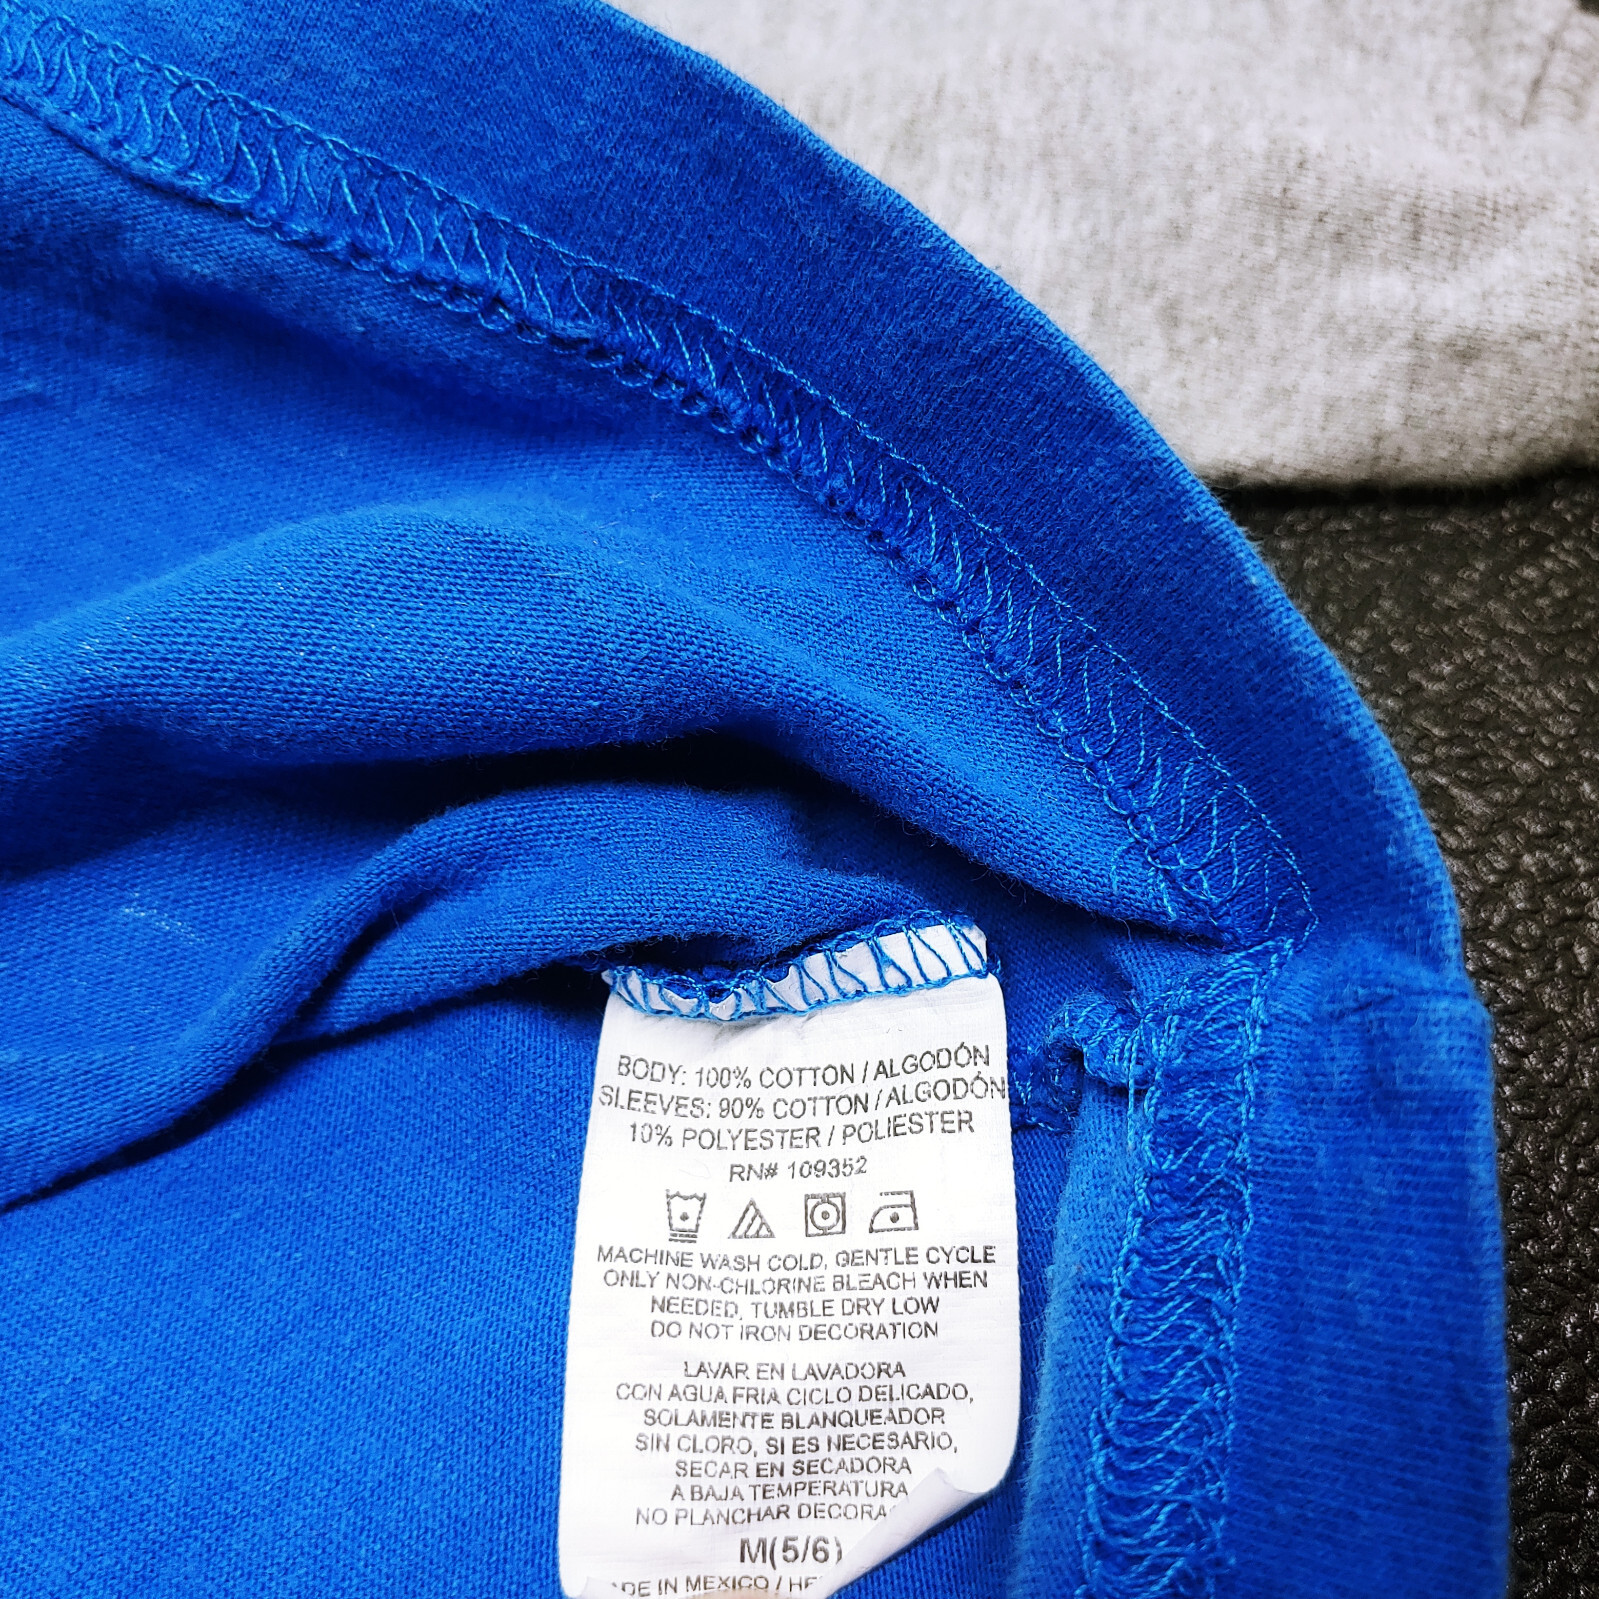 BODY: 100% COTTON / ALGODÓN
SLEEVES: 90% COTTON / ALGODÓN
10% POLYESTER / POLIESTER
RN# 109352
MACHINE WASH COLD, GENTLE CYCLE
ONLY NON-CHLORINE BLEACH WHEN
NEEDED, TUMBLE DRY LOW
DO NOT IRON DECORATION
LAVAR EN LAVADORA
CON AGUA FRIA CICLO DELICADO,
SOLAMENTE BLANQUEADOR
SIN CLORO, SI ES NECESARIO,
SECAR EN SECADORA
A BAJA TEMPERATURA
NO PLANCHAR
M(5/6)
IN MEXICO /